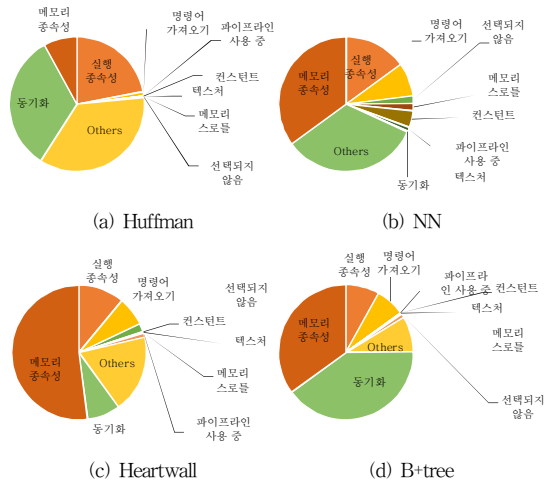 메모리
종속성
실행
종속성
동기화
Others
명령어
가져오기
파이프라인
사용 중
컨스턴트
텍스처
메모리
스로틀
선택되지
않음
(a) Huffman
메모리
종속성
실행
종속성
Others
명령어
가져오기
선택되지
않음
메모리
스로틀
컨스턴트
파이프라인
사용 중
텍스처
동기화
(b) NN
실행
종속성
명령어
가져오기
메모리
종속성
Others
동기화
선택되지
않음
컨스턴트
텍스처
메모리
스로틀
파이프라인
사용 중
(c) Heartwall
실행
종속성
명령어
가져오기
메모리
종속성
Others
동기화
파이프라
인 사용 중
컨스턴트
텍스처
메모리
스로틀
선택되지
않음
(d) B+tree